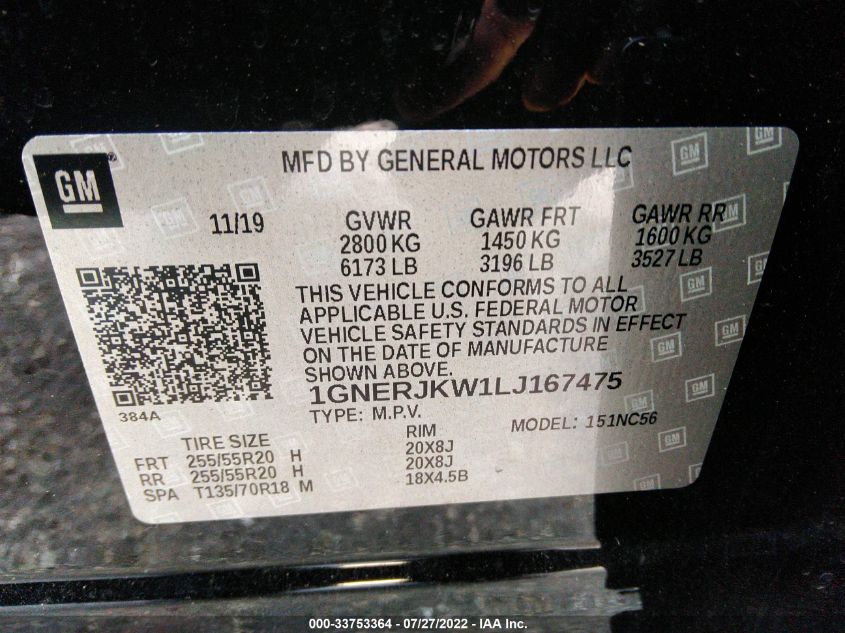 GM
MFD BY GENERAL MOTORS LLC
11/19 GVWR GAWR FRT GAWR RR
2800 KG 1450 KG 1600 KG
6173 LB 3196 LB 3527 LB
THIS VEHICLE CONFORMS TO ALL
APPLICABLE U.S. FEDERAL MOTOR
VEHICLE SAFETY STANDARDS IN EFFECT
ON THE DATE OF MANUFACTURE
SHOWN ABOVE.
1GNERJKW1LJ167475
384A TYPE: M.P.V. MODEL: 151NC56
TIRE SIZE RIM
FRT 255/55R20 H 20X8J
RR 255/55R20 H 20X8J
SPA T135/70R18 M 18X4.5B
000-33753364 - 07/27/2022 - IAA Inc.